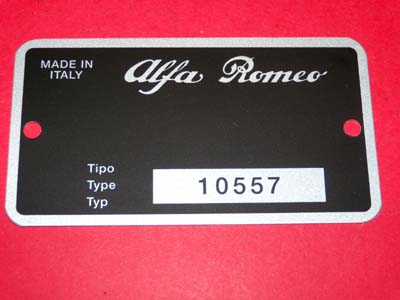 MADE IN
ITALY
Alfa Romeo
Tipo
Type
Typ
10557